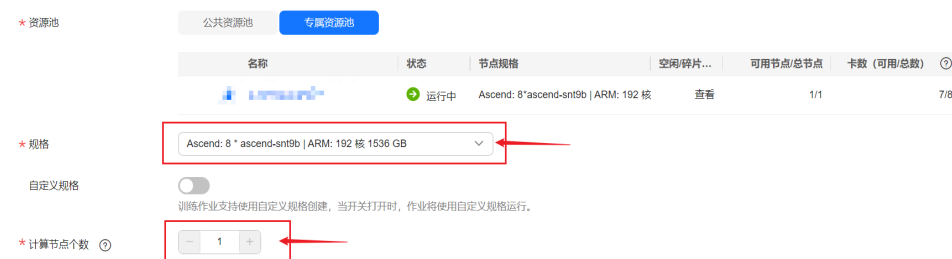 * 资源池 公共资源池 专属资源池
名称 状态 节点规格 空闲/碎片... 可用节点/总节点 卡数（可用/总数） ?
运行中 Ascend: 8*ascend-snt9b | ARM: 192 核 查看 1/1 7/8
* 规格 Ascend: 8 * ascend-snt9b | ARM: 192 核 1536 GB
自定义规格
训练作业支持使用自定义规格创建，当开关打开时，作业将使用自定义规格运行。
* 计算节点个数 ? − 1 +